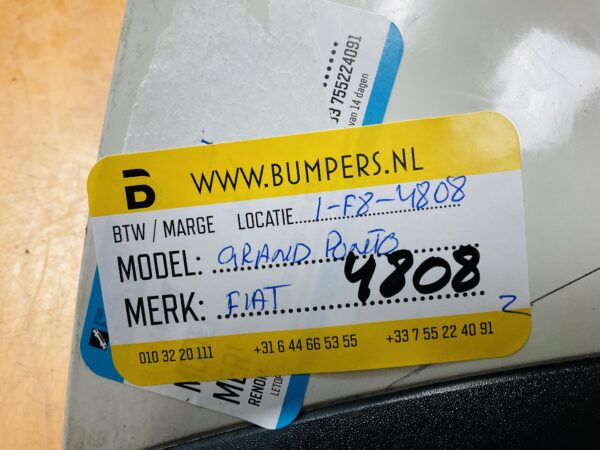 33 755224091
van 14 dagen
WWW.BUMPERS.NL
BTW / MARGE LOCATIE 1-F8-4808
MODEL: GRAND PUNTO
MERK: FIAT 4808
2
010 32 20 111 +31 6 44 66 53 55 +33 7 55 22 40 91